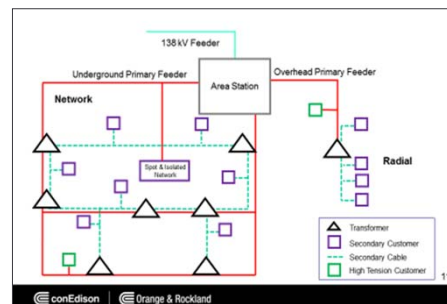 138 kV Feeder
Underground Primary Feeder
Overhead Primary Feeder
Area Station
Network
Radial
Spot & Isolated
Network
Transformer
Secondary Customer
Secondary Cable
High Tension Customer
conEdison
Orange & Rockland